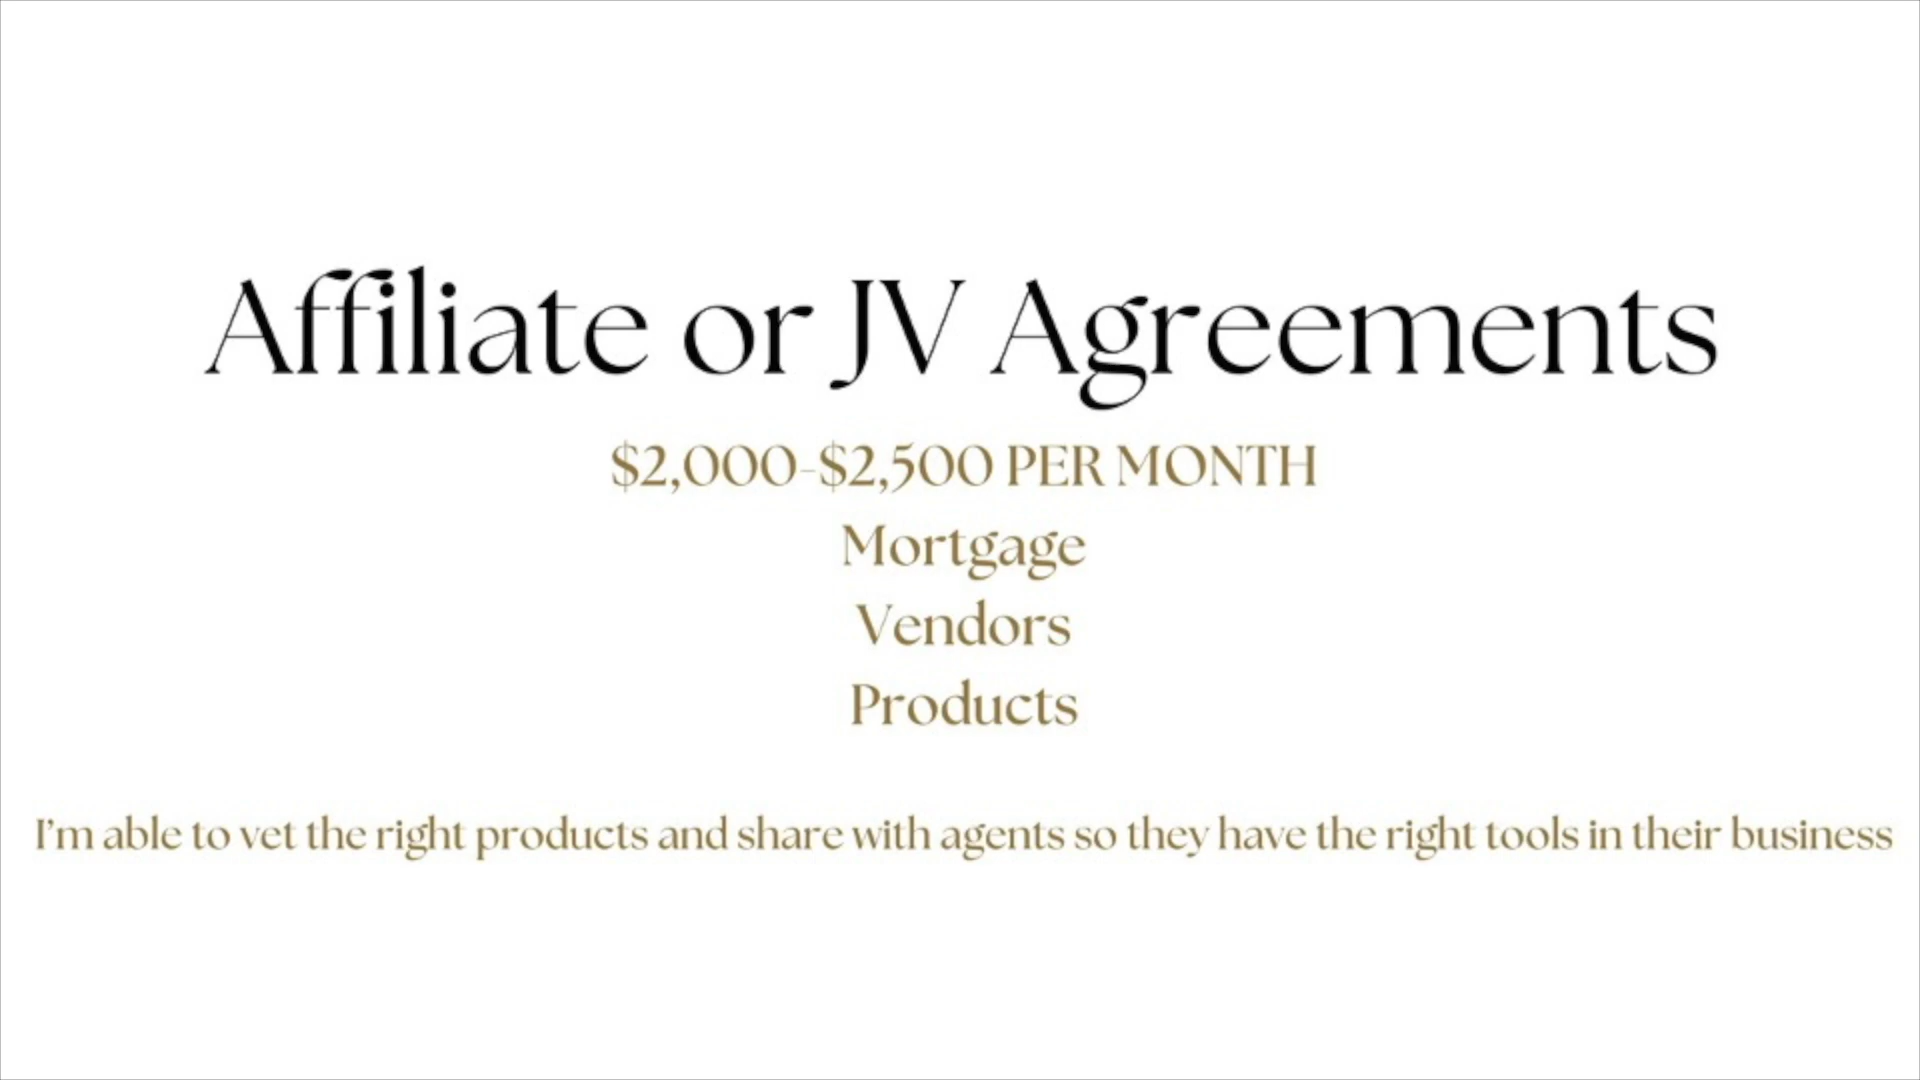 Affiliate or JV Agreements
$2,000-$2,500 PER MONTH
Mortgage
Vendors
Products
I'm able to vet the right products and share with agents so they have the right tools in their business